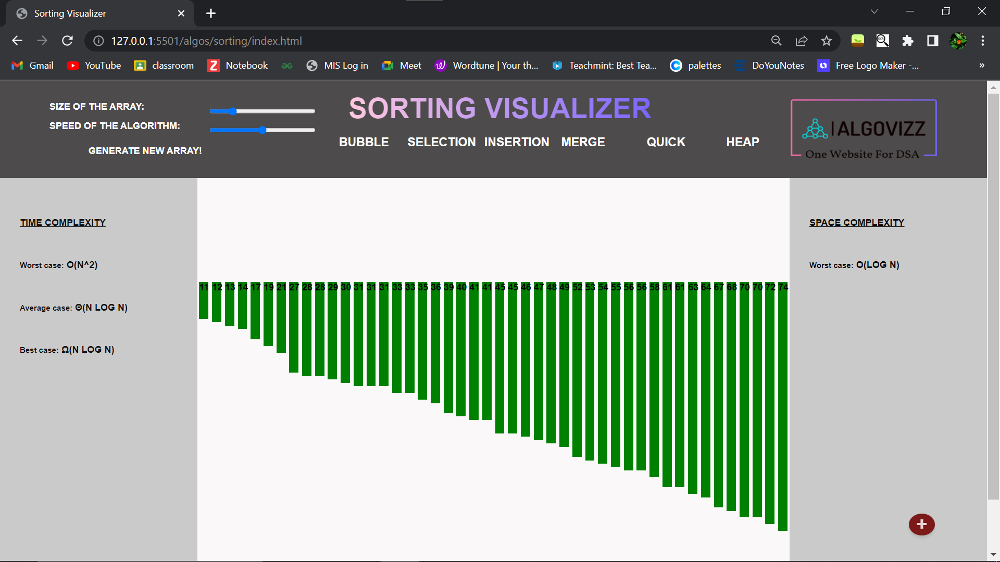 Sorting Visualizer
127.0.0.1:5501/algos/sorting/index.html
Gmail YouTube classroom Notebook MIS Log in Meet Wordtune | Your th... Teachmint: Best Tea... palettes DoYouNotes Free Logo Maker -... »
SIZE OF THE ARRAY:
SPEED OF THE ALGORITHM:
GENERATE NEW ARRAY!
SORTING VISUALIZER
BUBBLE SELECTION INSERTION MERGE QUICK HEAP
ALGOVIZZ
One Website For DSA
TIME COMPLEXITY
Worst case: O(N^2)
Average case: Θ(N LOG N)
Best case: Ω(N LOG N)
11 12 13 14 17 19 21 27 28 28 29 30 31 31 31 33 33 35 36 39 40 41 41 45 45 46 47 48 49 52 53 54 55 56 56 58 61 61 63 64 67 68 70 70 72 74
SPACE COMPLEXITY
Worst case: O(LOG N)
+